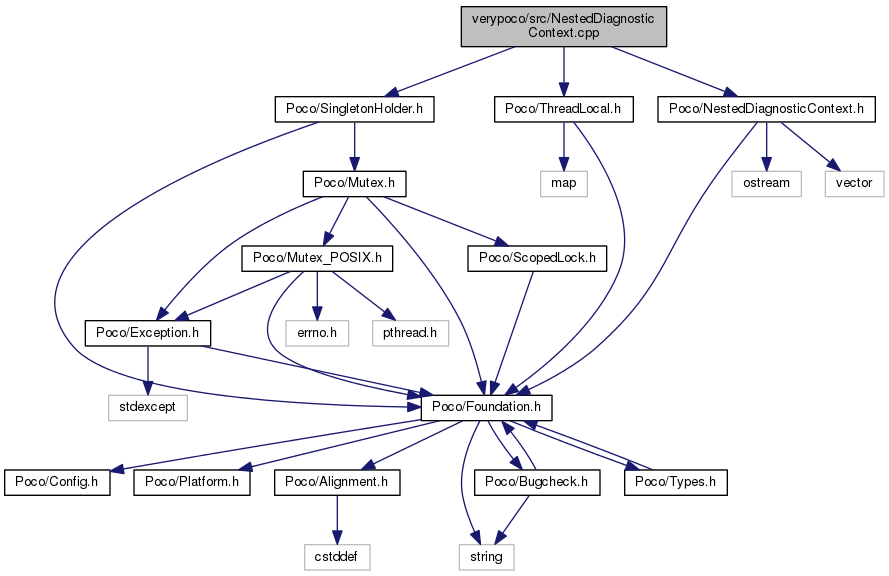 verypoco/src/NestedDiagnostic
Context.cpp
Poco/SingletonHolder.h
Poco/ThreadLocal.h
Poco/NestedDiagnosticContext.h
Poco/Mutex.h
map
ostream
vector
Poco/Mutex_POSIX.h
Poco/ScopedLock.h
Poco/Exception.h
errno.h
pthread.h
stdexcept
Poco/Foundation.h
Poco/Config.h
Poco/Platform.h
Poco/Alignment.h
Poco/Bugcheck.h
Poco/Types.h
cstddef
string